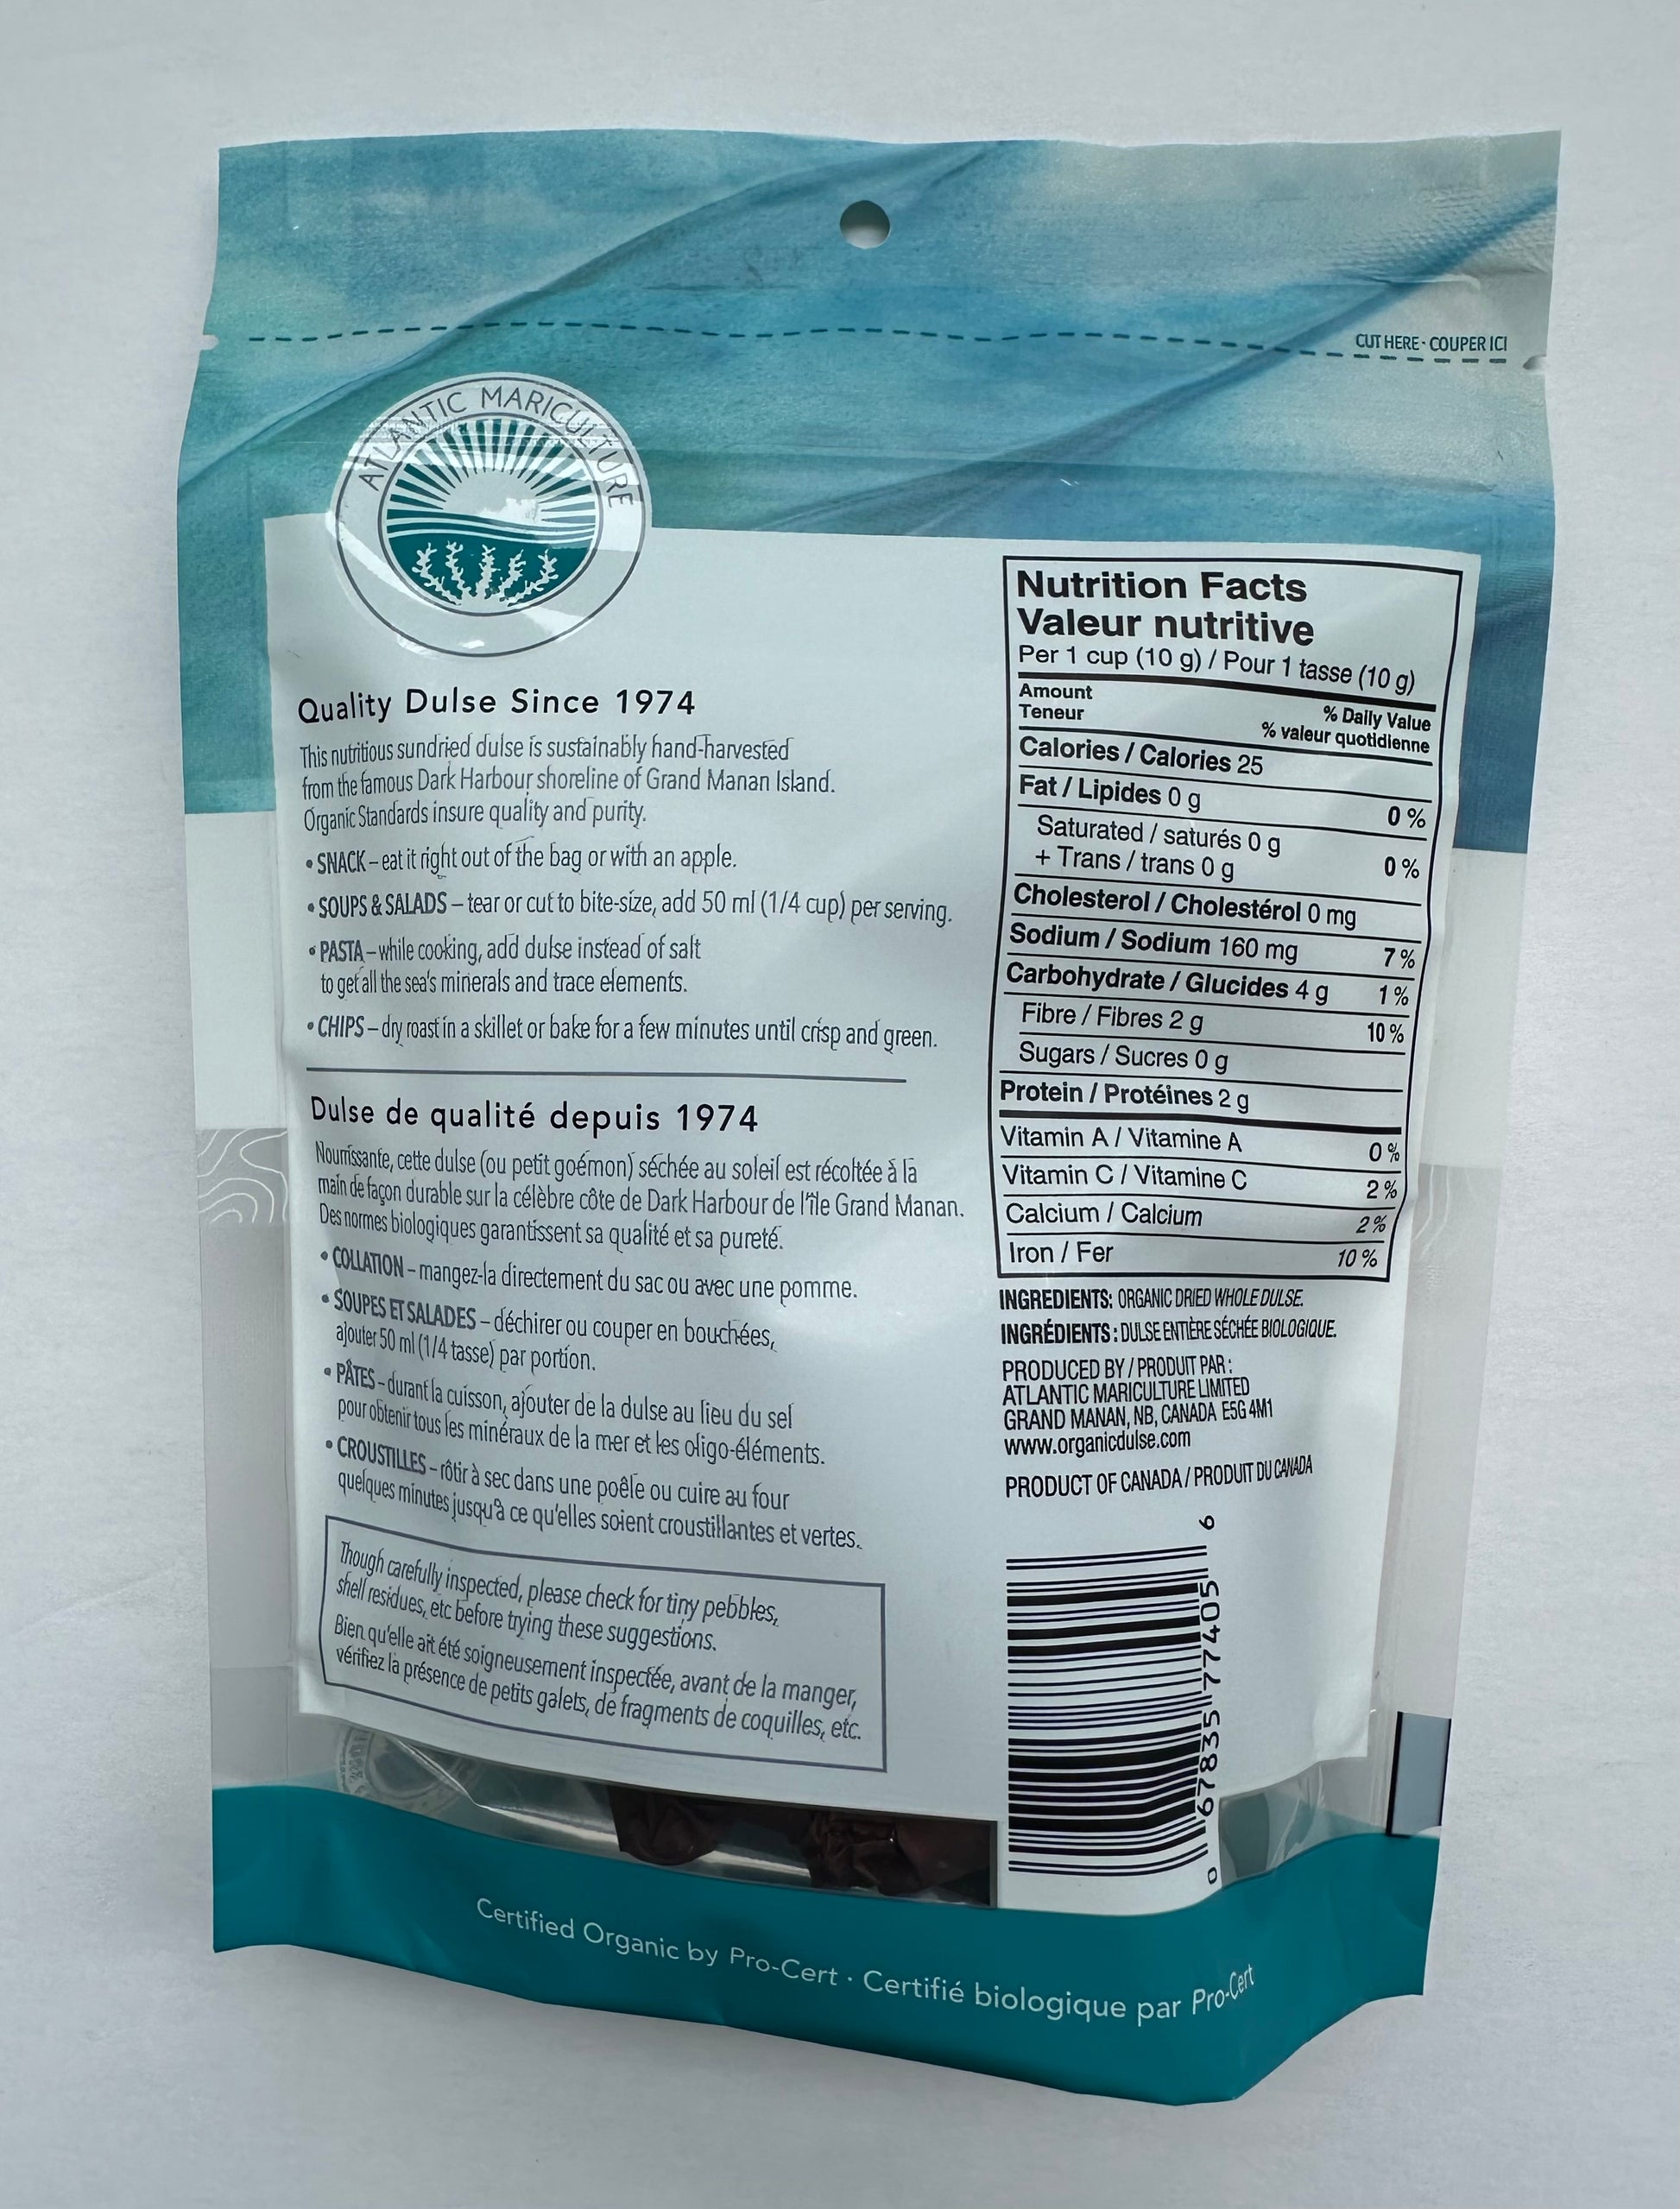 CUT HERE - COUPER ICI
ATLANTIC MARICULTURE
Quality Dulse Since 1974
This nutritious sundried dulse is sustainably hand-harvested
from the famous Dark Harbour shoreline of Grand Manan Island.
Organic Standards insure quality and purity.
• SNACK – eat it right out of the bag or with an apple.
• SOUPS & SALADS – tear or cut to bite-size, add 50 ml (1/4 cup) per serving.
• PASTA – while cooking, add dulse instead of salt
to get all the sea's minerals and trace elements.
• CHIPS – dry roast in a skillet or bake for a few minutes until crisp and green.
Dulse de qualité depuis 1974
Nourrissante, cette dulse (ou petit goémon) séchée au soleil est récoltée à la
main de façon durable sur la célèbre côte de Dark Harbour de l'île Grand Manan.
Des normes biologiques garantissent sa qualité et sa pureté.
• COLLATION – mangez-la directement du sac ou avec une pomme.
• SOUPES ET SALADES – déchirer ou couper en bouchées,
ajouter 50 ml (1/4 tasse) par portion.
• PÂTES – durant la cuisson, ajouter de la dulse au lieu du sel
pour obtenir tous les minéraux de la mer et les oligo-éléments.
• CROUSTILLES – rôtir à sec dans une poêle ou cuire au four
quelques minutes jusqu'à ce qu'elles soient croustillantes et vertes.
Though carefully inspected, please check for tiny pebbles,
shell residues, etc before trying these suggestions.
Bien qu'elle ait été soigneusement inspectée, avant de la manger,
vérifiez la présence de petits galets, de fragments de coquilles, etc.
Nutrition Facts
Valeur nutritive
Per 1 cup (10 g) / Pour 1 tasse (10 g)
Amount % Daily Value
Teneur % valeur quotidienne
Calories / Calories 25
Fat / Lipides 0 g 0 %
Saturated / saturés 0 g
+ Trans / trans 0 g 0 %
Cholesterol / Cholestérol 0 mg
Sodium / Sodium 160 mg 7 %
Carbohydrate / Glucides 4 g 1 %
Fibre / Fibres 2 g 10 %
Sugars / Sucres 0 g
Protein / Protéines 2 g
Vitamin A / Vitamine A 0 %
Vitamin C / Vitamine C 2 %
Calcium / Calcium 2 %
Iron / Fer 10 %
INGREDIENTS: ORGANIC DRIED WHOLE DULSE.
INGRÉDIENTS : DULSE ENTIÈRE SÉCHÉE BIOLOGIQUE.
PRODUCED BY / PRODUIT PAR :
ATLANTIC MARICULTURE LIMITED
GRAND MANAN, NB, CANADA E5G 4M1
www.organicdulse.com
PRODUCT OF CANADA / PRODUIT DU CANADA
0 67835 77405 6
Certified Organic by Pro-Cert · Certifié biologique par Pro-Cert